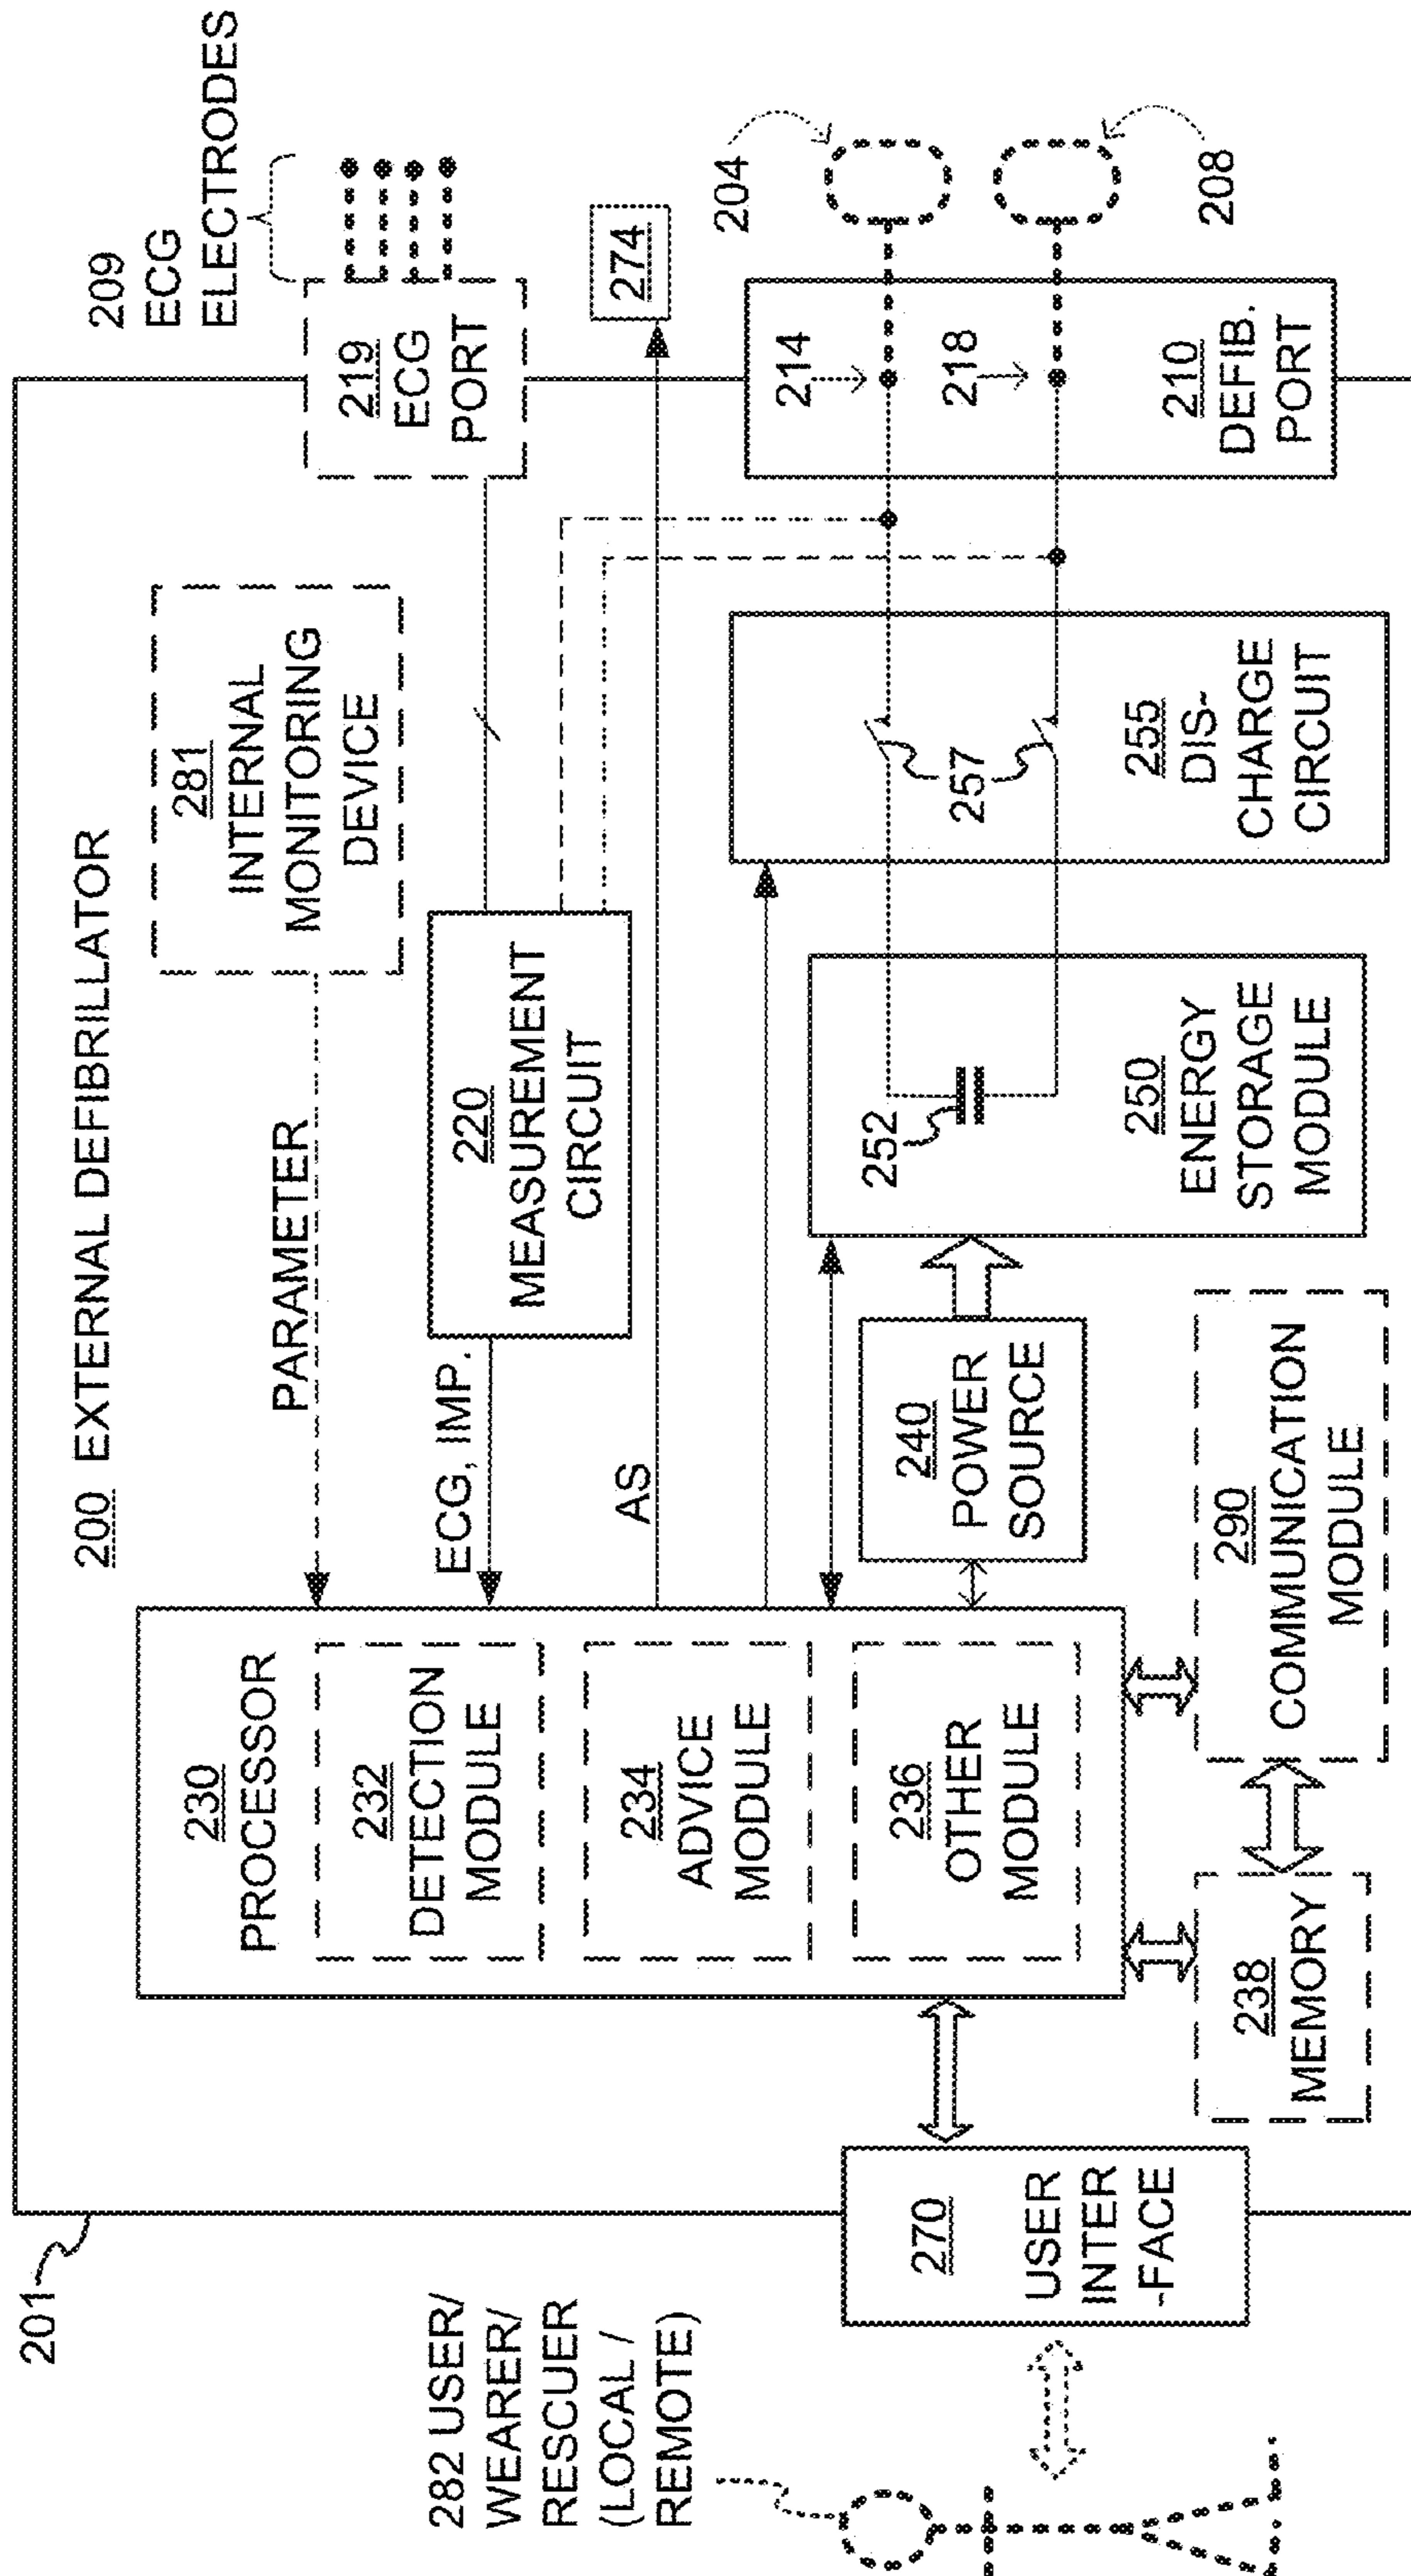 201
200 EXTERNAL DEFIBRILLATOR
209
ECG
ELECTRODES
282 USER/
WEARER/
RESCUER
(LOCAL /
REMOTE)
270
USER
INTER
-FACE
230
PROCESSOR
232
DETECTION
MODULE
234
ADVICE
MODULE
236
OTHER
MODULE
238
MEMORY
290
COMMUNICATION
MODULE
PARAMETER
ECG, IMP.
AS
281
INTERNAL
MONITORING
DEVICE
220
MEASUREMENT
CIRCUIT
240
POWER
SOURCE
252
250
ENERGY
STORAGE
MODULE
257
255
DIS-
CHARGE
CIRCUIT
219
ECG
PORT
274
214
218
210
DEFIB.
PORT
204
208